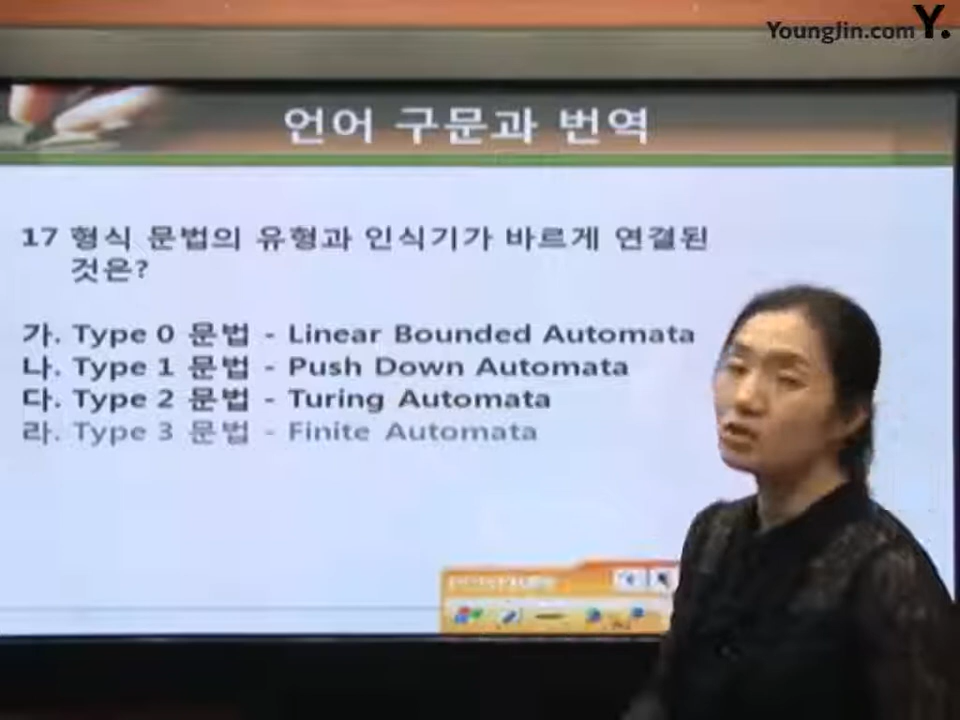 YoungJin.com Y.
언어 구문과 번역
17 형식 문법의 유형과 인식기가 바르게 연결된
것은?
가. Type 0 문법 - Linear Bounded Automata
나. Type 1 문법 - Push Down Automata
다. Type 2 문법 - Turing Automata
라. Type 3 문법 - Finite Automata